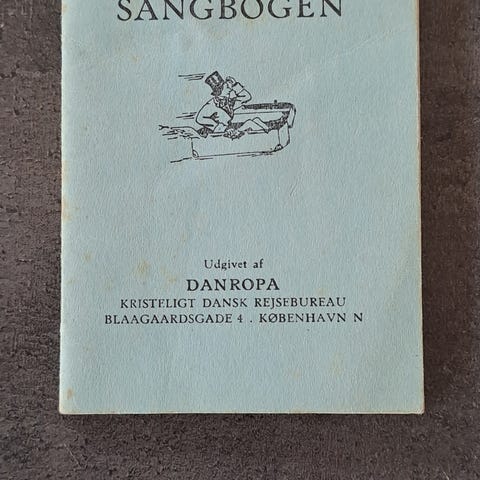 SANGBOGEN
Udgivet af
DANROPA
KRISTELIGT DANSK REJSEBUREAU
BLAAGAARDSGADE 4 . KØBENHAVN N